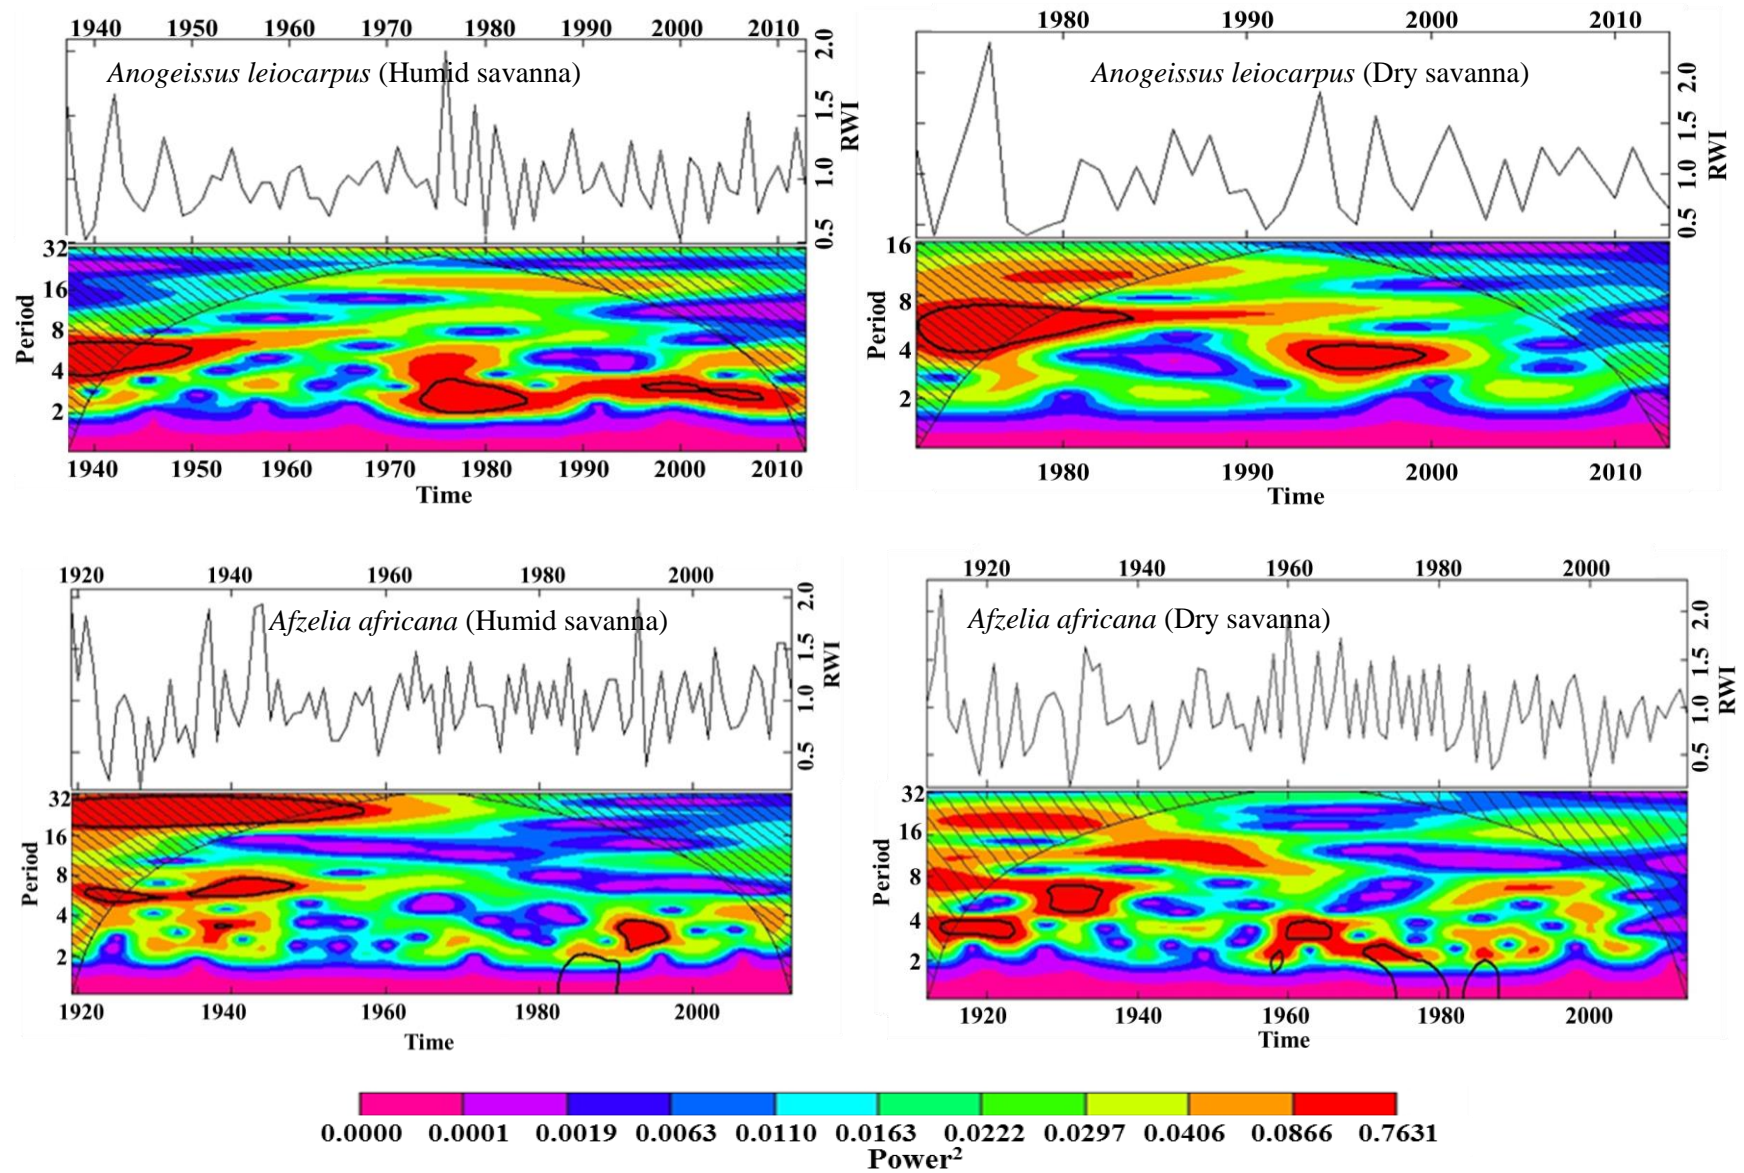 1940 1950 1960 1970 1980 1990 2000 2010
Anogeissus leiocarpus (Humid savanna)
2.0
1.5
1.0
0.5
RWI
32
16
8
4
2
Period
1940 1950 1960 1970 1980 1990 2000 2010
Time
1980 1990 2000 2010
Anogeissus leiocarpus (Dry savanna)
2.0
1.5
1.0
0.5
RWI
16
8
4
2
Period
1980 1990 2000 2010
Time
1920 1940 1960 1980 2000
Afzelia africana (Humid savanna)
2.0
1.5
1.0
0.5
RWI
32
16
8
4
2
Period
1920 1940 1960 1980 2000
Time
1920 1940 1960 1980 2000
Afzelia africana (Dry savanna)
2.0
1.5
1.0
0.5
RWI
32
16
8
4
2
Period
1920 1940 1960 1980 2000
Time
0.0000 0.0001 0.0019 0.0063 0.0110 0.0163 0.0222 0.0297 0.0406 0.0866 0.7631
Power²